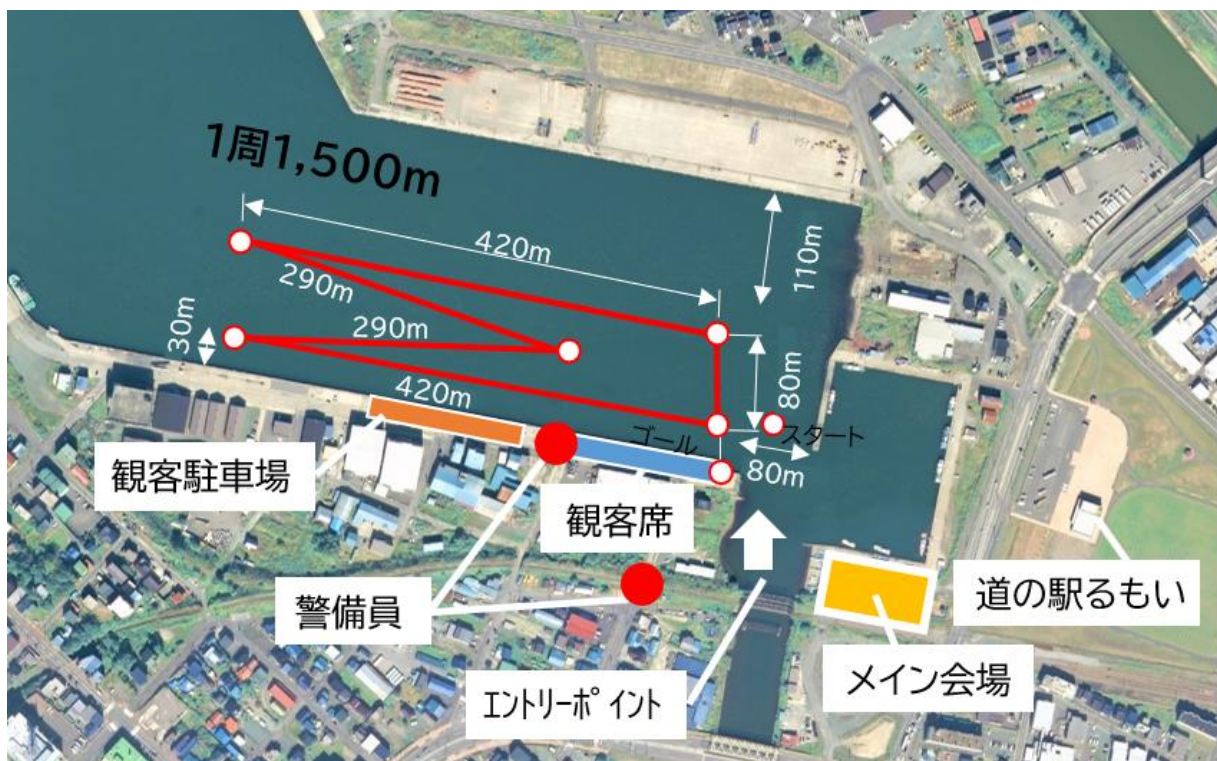 1周1,500m
420m
110m
290m
290m
30m
80m
420m
ゴール
スタート
80m
観客駐車場
観客席
警備員
道の駅るもい
メイン会場
エントリーポイント